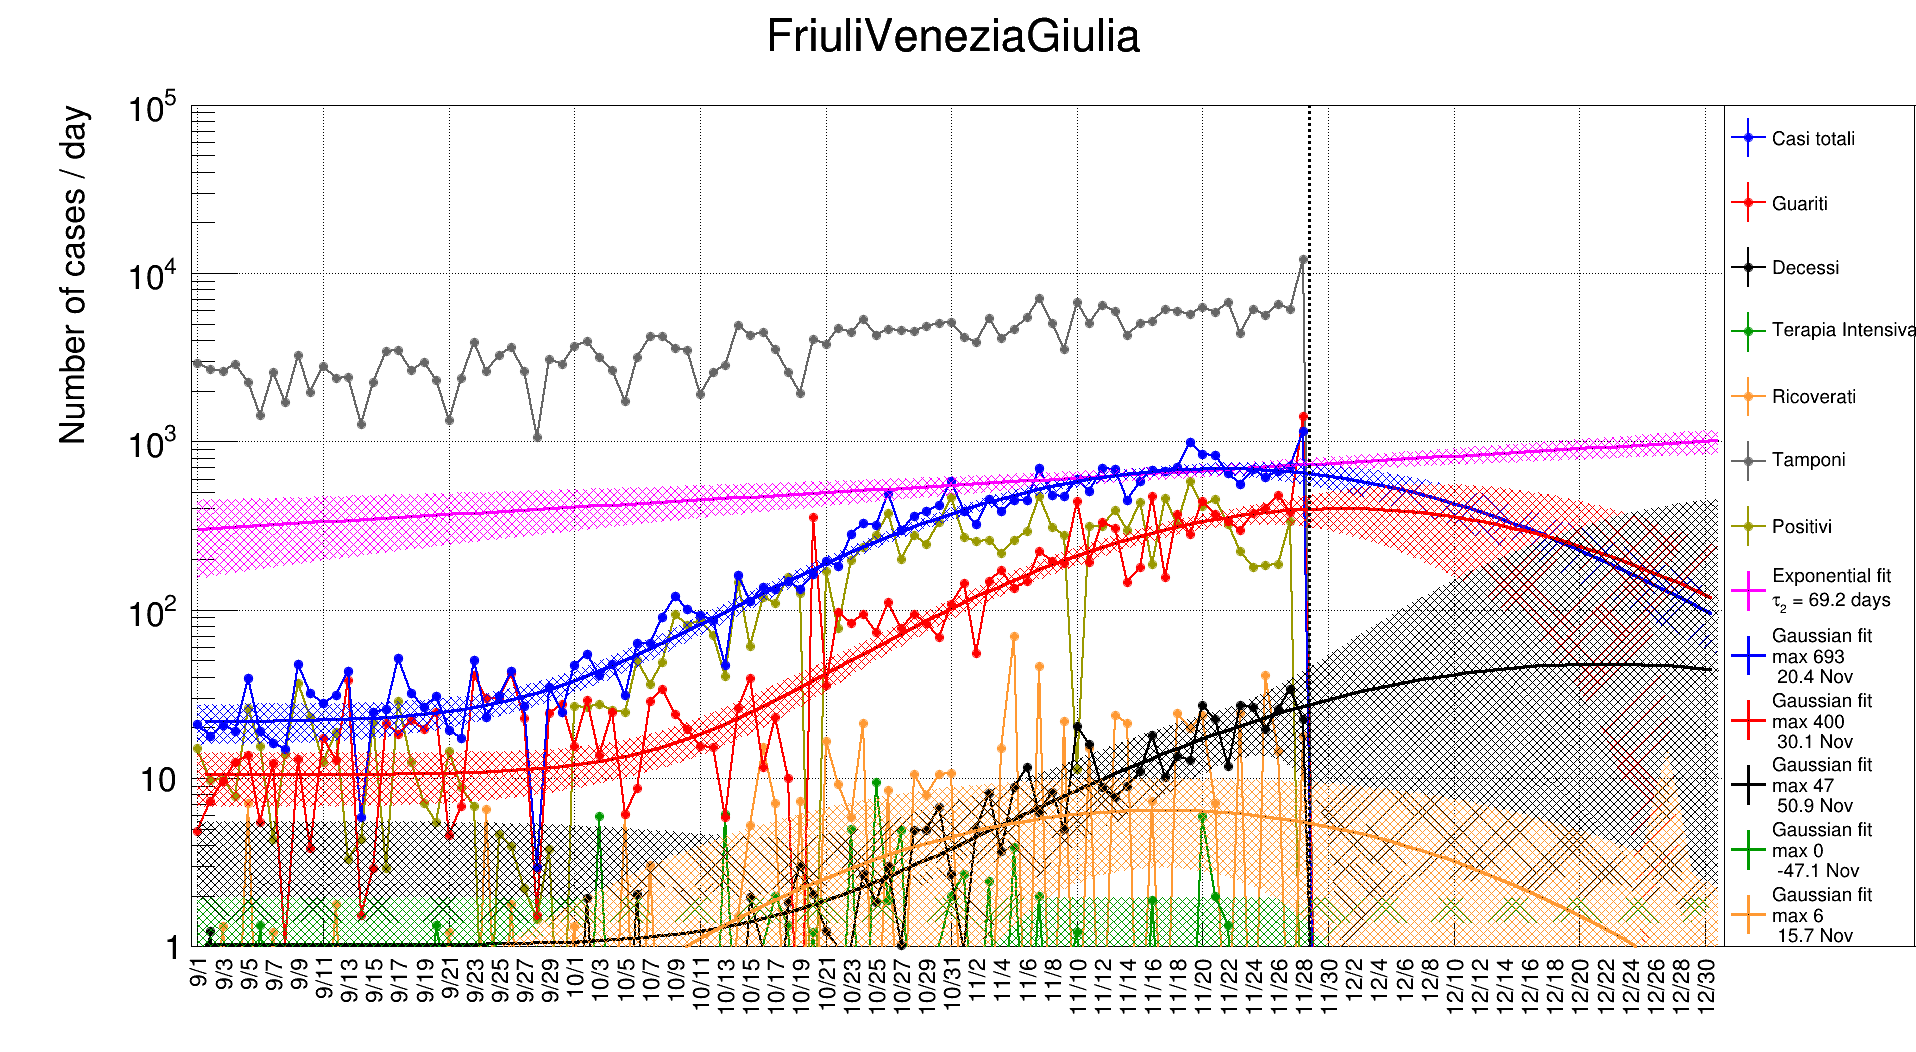 FriuliVeneziaGiulia
Number of cases / day
10^5
10^4
10^3
10^2
10
1
9/1 9/3 9/5 9/7 9/9 9/11 9/13 9/15 9/17 9/19 9/21 9/23 9/25 9/27 9/29 10/1 10/3 10/5 10/7 10/9 10/11 10/13 10/15 10/17 10/19 10/21 10/23 10/25 10/27 10/29 10/31 11/2 11/4 11/6 11/8 11/10 11/12 11/14 11/16 11/18 11/20 11/22 11/24 11/26 11/28 11/30 12/2 12/4 12/6 12/8 12/10 12/12 12/14 12/16 12/18 12/20 12/22 12/24 12/26 12/28 12/30
Casi totali
Guariti
Decessi
Terapia Intensiva
Ricoverati
Tamponi
Positivi
Exponential fit
τ_2 = 69.2 days
Gaussian fit
max 693
20.4 Nov
Gaussian fit
max 400
30.1 Nov
Gaussian fit
max 47
50.9 Nov
Gaussian fit
max 0
-47.1 Nov
Gaussian fit
max 6
15.7 Nov